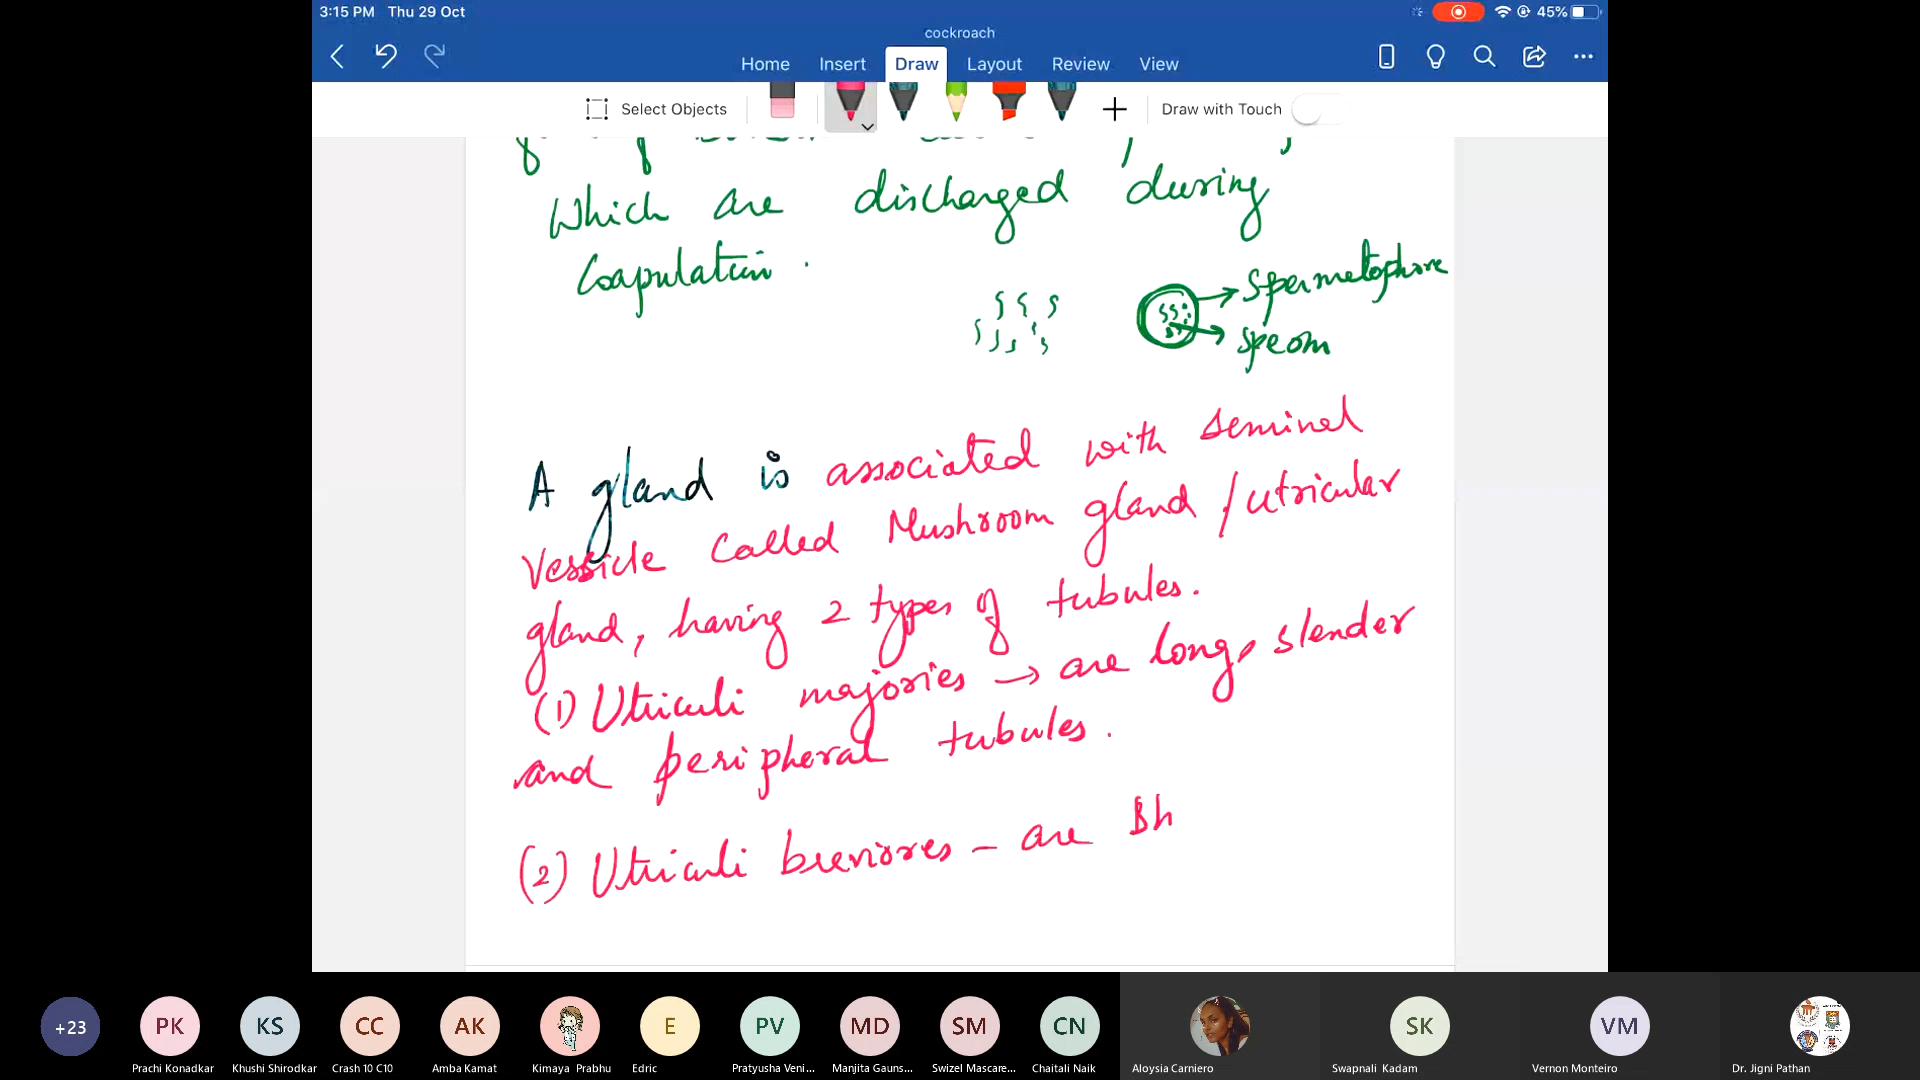 3:15 PM Thu 29 Oct
45%
cockroach
Home Insert Draw Layout Review View
Select Objects
Draw with Touch
Which are discharged during
Coapulation.
Spermetophore
Sperm
A gland is associated with seminal
Vessicle called Mushroom gland / utricular
gland, having 2 types of tubules.
(1) Utriculi majories → are long, slender
and peripheral tubules.
(2) Utriculi breviores – are sh
+23 PK KS CC AK E PV MD SM CN SK VM
Prachi Konadkar Khushi Shirodkar Crash 10 C10 Amba Kamat Kimaya Prabhu Edric Pratyusha Veni... Manjita Gauns... Swizel Mascare... Chaitali Naik Aloysia Carniero Swapnali Kadam Vernon Monteiro Dr. Jigni Pathan